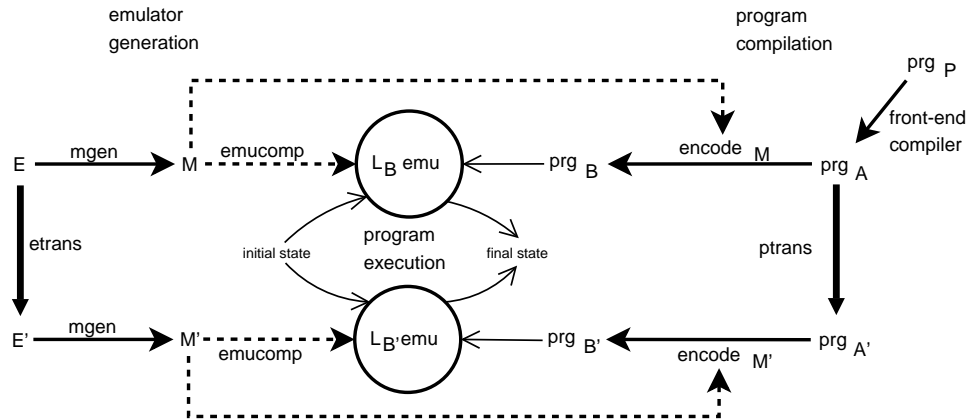 emulator
generation
program
compilation
prg P
front-end
compiler
E
mgen
M
emucomp
L B emu
prg B
encode M
prg A
etrans
initial state
program
execution
final state
ptrans
E'
mgen
M'
emucomp
L B' emu
prg B'
encode M'
prg A'